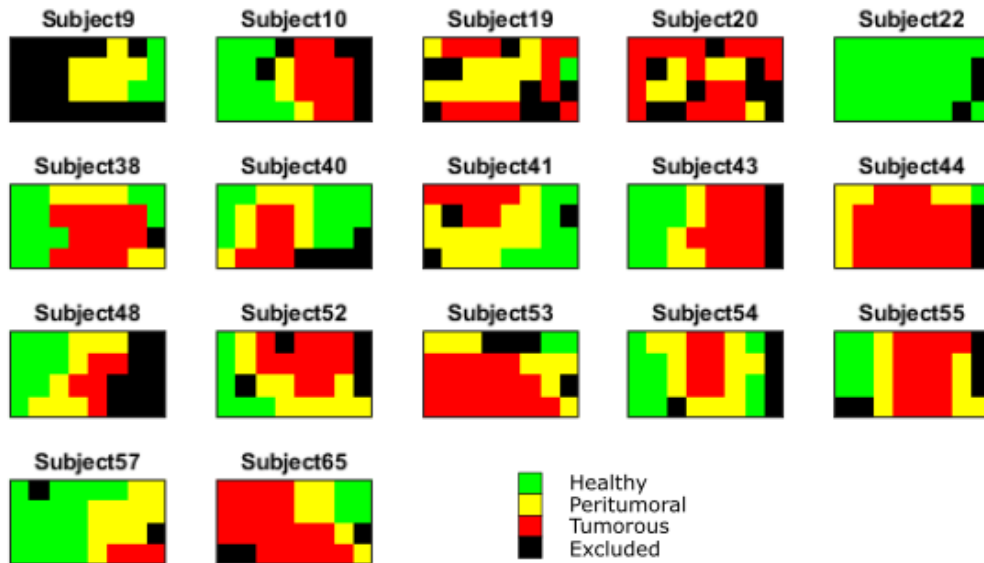 Subject9 Subject10 Subject19 Subject20 Subject22
Subject38 Subject40 Subject41 Subject43 Subject44
Subject48 Subject52 Subject53 Subject54 Subject55
Subject57 Subject65
Healthy
Peritumoral
Tumorous
Excluded